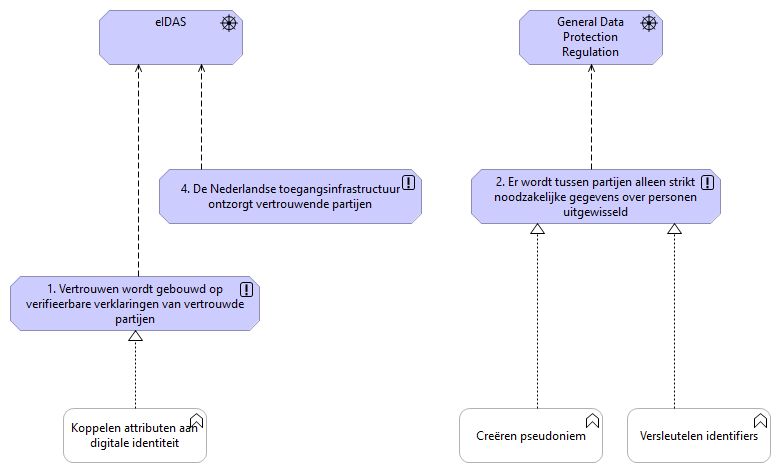 eIDAS
General Data
Protection
Regulation
4. De Nederlandse toegangsinfrastructuur
ontzorgt vertrouwende partijen
2. Er wordt tussen partijen alleen strikt
noodzakelijke gegevens over personen
uitgewisseld
1. Vertrouwen wordt gebouwd op
verifieerbare verklaringen van vertrouwde
partijen
Koppelen attributen aan
digitale identiteit
Creëren pseudoniem
Versleutelen identifiers